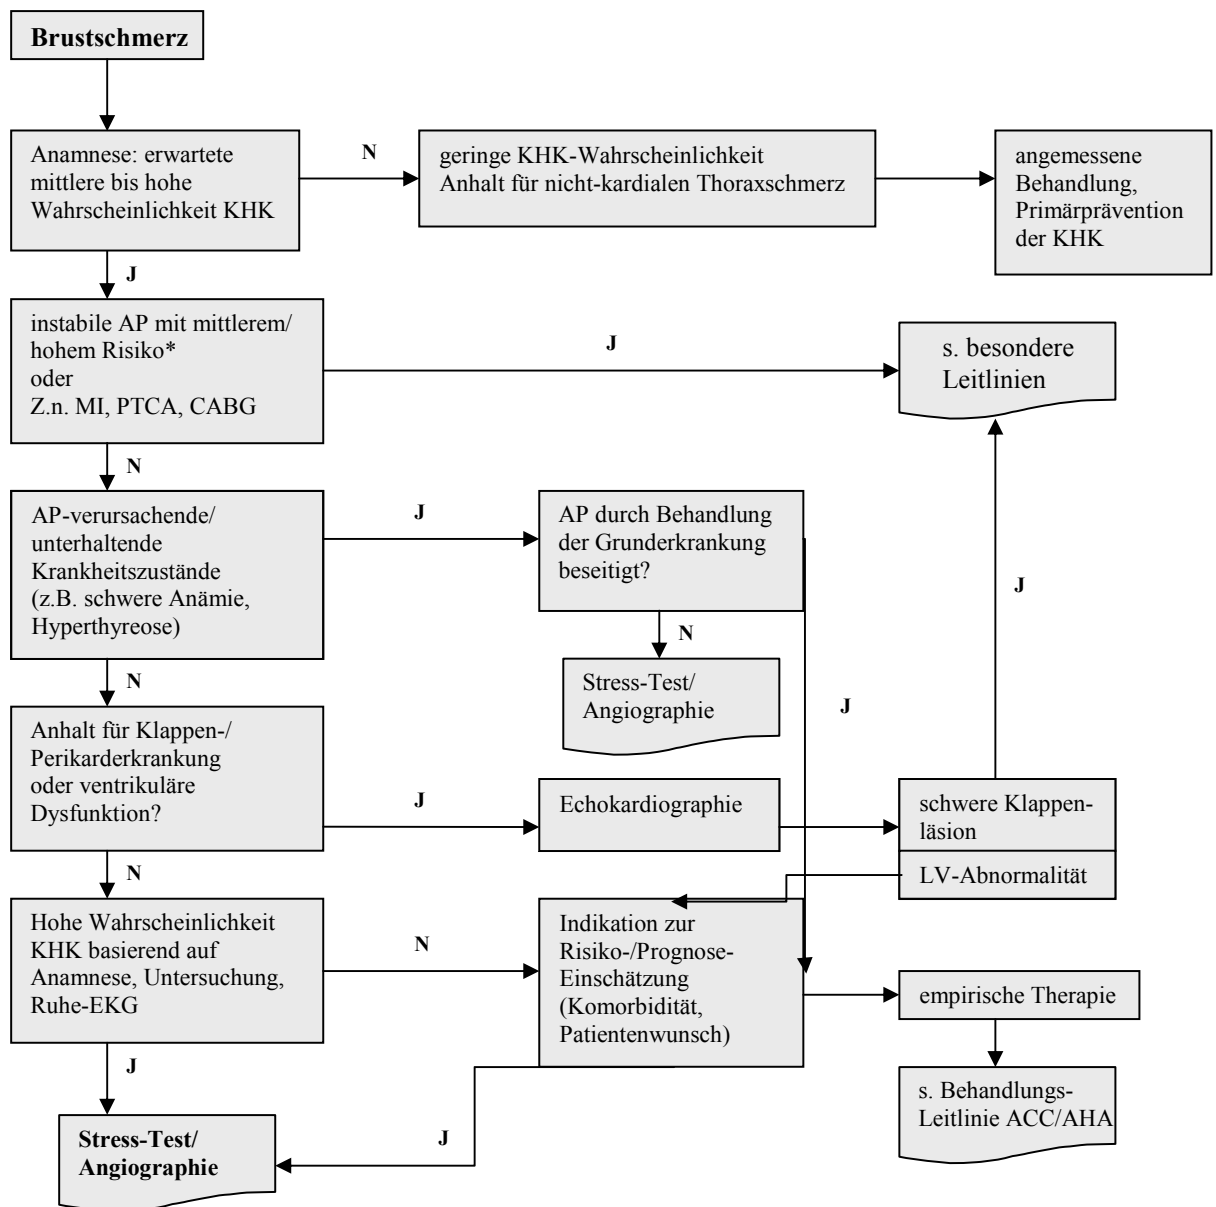 Brustschmerz
Anamnese: erwartete
mittlere bis hohe
Wahrscheinlichkeit KHK
N
geringe KHK-Wahrscheinlichkeit
Anhalt für nicht-kardialen Thoraxschmerz
angemessene
Behandlung,
Primärprävention
der KHK
J
instabile AP mit mittlerem/
hohem Risiko*
oder
Z.n. MI, PTCA, CABG
J
s. besondere
Leitlinien
N
AP-verursachende/
unterhaltende
Krankheitszustände
(z.B. schwere Anämie,
Hyperthyreose)
J
AP durch Behandlung
der Grunderkrankung
beseitigt?
J
N
Stress-Test/
Angiographie
J
N
Anhalt für Klappen-/
Perikarderkrankung
oder ventrikuläre
Dysfunktion?
J
Echokardiographie
schwere Klappen-
läsion
LV-Abnormalität
N
Hohe Wahrscheinlichkeit
KHK basierend auf
Anamnese, Untersuchung,
Ruhe-EKG
N
Indikation zur
Risiko-/Prognose-
Einschätzung
(Komorbidität,
Patientenwunsch)
empirische Therapie
s. Behandlungs-
Leitlinie ACC/AHA
J
J
Stress-Test/
Angiographie